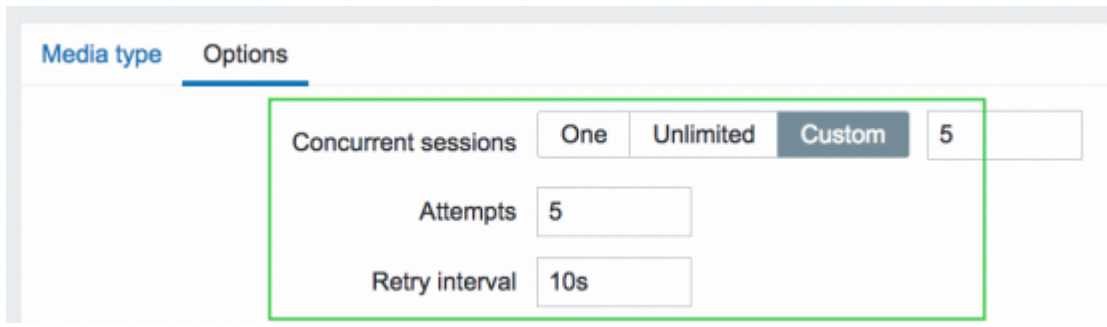 Media type Options
Concurrent sessions One Unlimited Custom 5
Attempts 5
Retry interval 10s